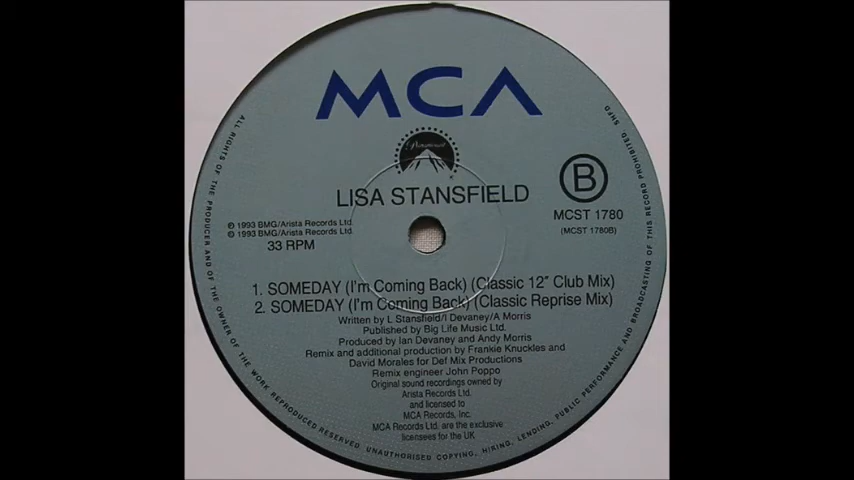 MCA
Paramount
LISA STANSFIELD
B
MCST 1780
(MCST 1780B)
℗ 1993 BMG/Arista Records Ltd.
© 1993 BMG/Arista Records Ltd.
33 RPM
1. SOMEDAY (I'm Coming Back) (Classic 12" Club Mix)
2. SOMEDAY (I'm Coming Back) (Classic Reprise Mix)
Written by L Stansfield/I Devaney/A Morris
Published by Big Life Music Ltd.
Produced by Ian Devaney and Andy Morris
Remix and additional production by Frankie Knuckles and
David Morales for Def Mix Productions
Remix engineer John Poppo
Original sound recordings owned by
Arista Records Ltd.
and licensed to
MCA Records, Inc.
MCA Records Ltd. are the exclusive
licensees for the UK
ALL RIGHTS OF THE PRODUCER AND OF THE OWNER OF THE WORK REPRODUCED RESERVED UNAUTHORISED COPYING, HIRING, LENDING, PUBLIC PERFORMANCE AND BROADCASTING OF THIS RECORD PROHIBITED.